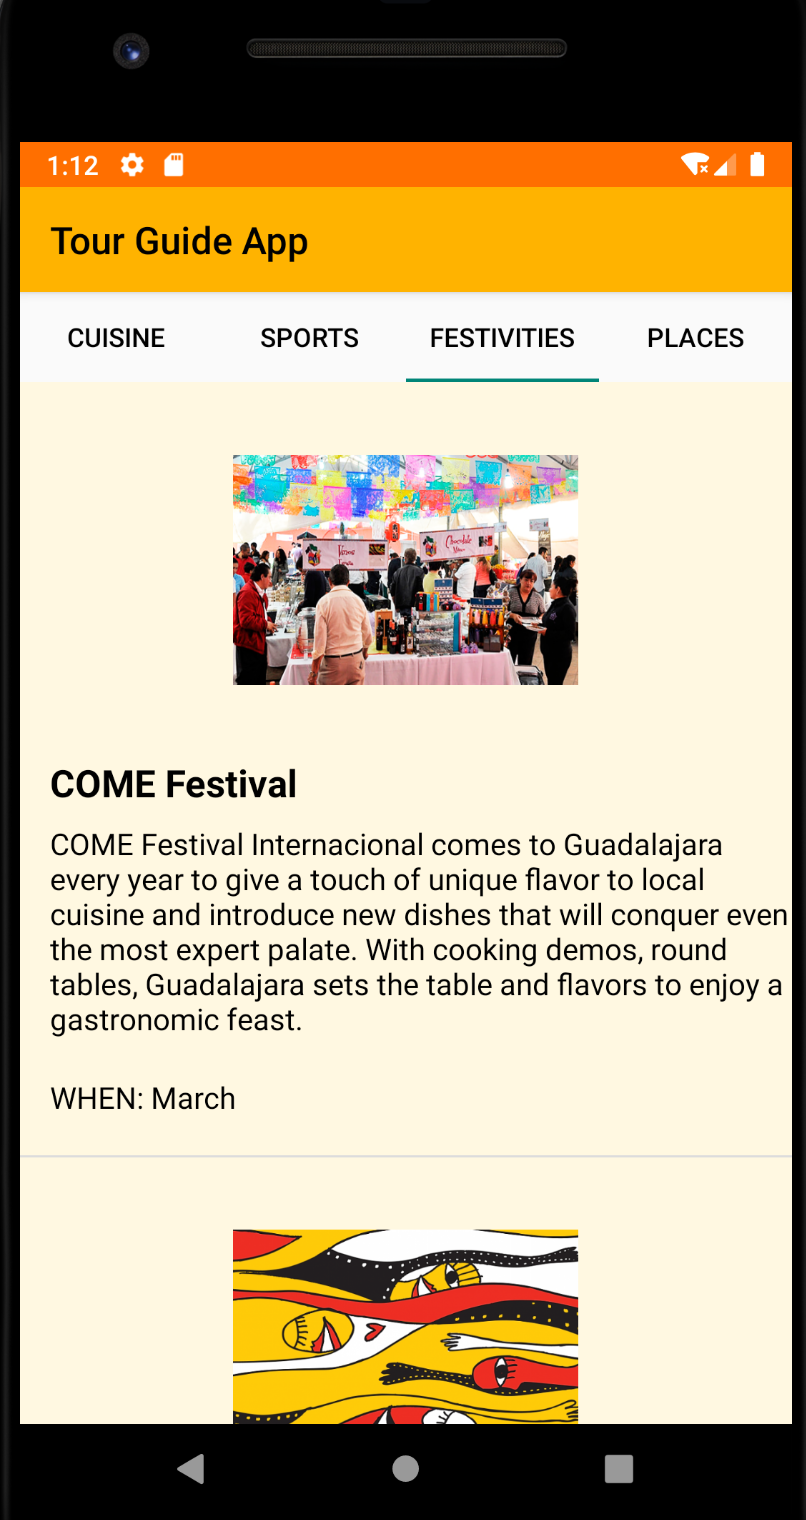 1:12
Tour Guide App
CUISINE SPORTS FESTIVITIES PLACES
Chocolate
COME Festival
COME Festival Internacional comes to Guadalajara
every year to give a touch of unique flavor to local
cuisine and introduce new dishes that will conquer even
the most expert palate. With cooking demos, round
tables, Guadalajara sets the table and flavors to enjoy a
gastronomic feast.
WHEN: March